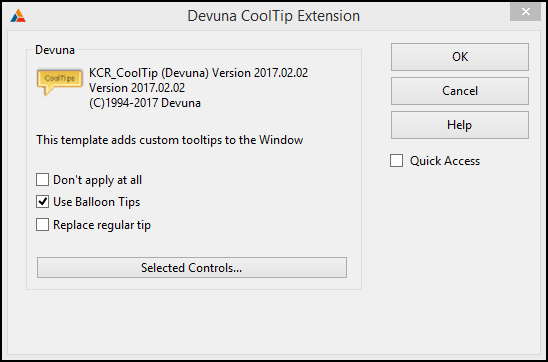 Devuna CoolTip Extension
Devuna
CoolTips
KCR_CoolTip (Devuna) Version 2017.02.02
Version 2017.02.02
(C)1994-2017 Devuna
This template adds custom tooltips to the Window
Don't apply at all
Use Balloon Tips
Replace regular tip
Selected Controls...
OK
Cancel
Help
Quick Access